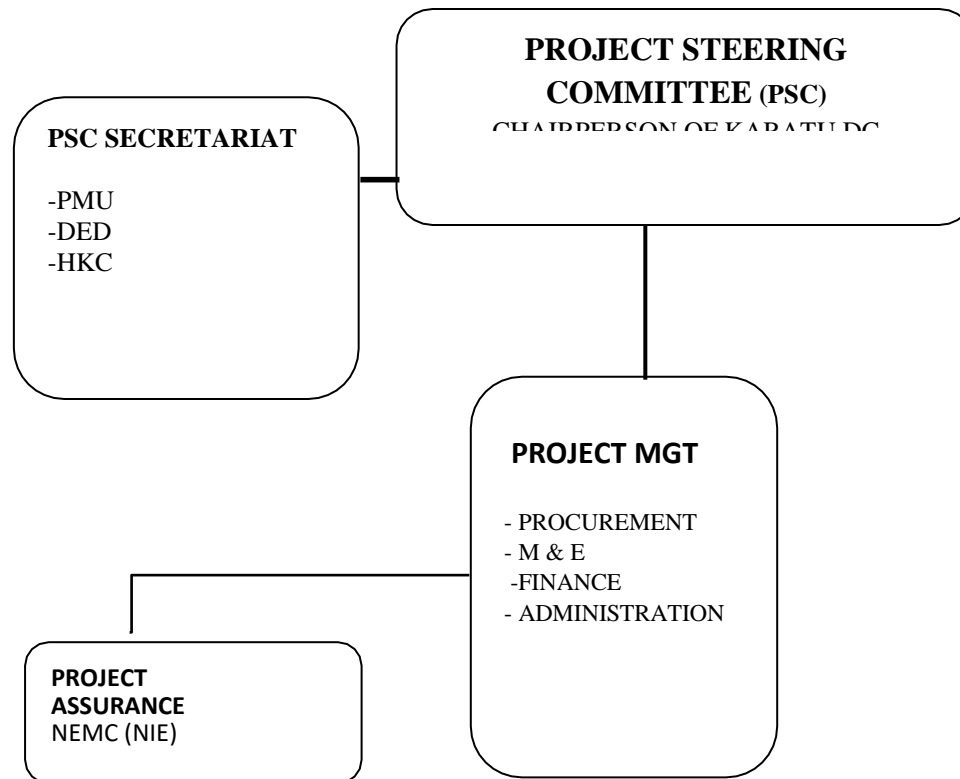 PROJECT STEERING
COMMITTEE (PSC)
CHAIRPERSON OF KARATU DC
PSC SECRETARIAT
-PMU
-DED
-HKC
PROJECT MGT
- PROCUREMENT
- M & E
-FINANCE
- ADMINISTRATION
PROJECT
ASSURANCE
NEMC (NIE)